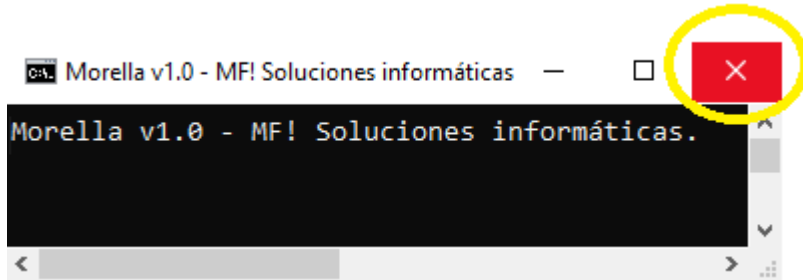 Morella v1.0 - MF! Soluciones informáticas
Morella v1.0 - MF! Soluciones informáticas.